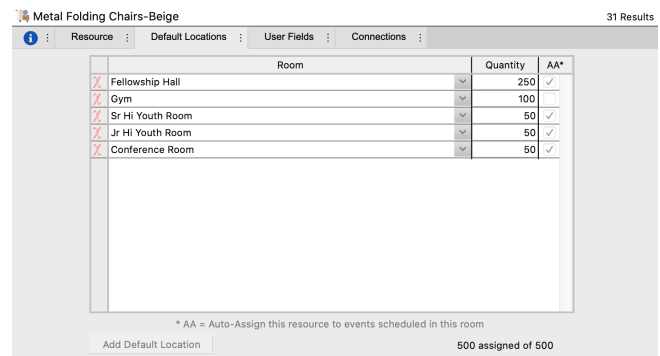 Metal Folding Chairs-Beige 31 Results
Resource Default Locations User Fields Connections
Room Quantity AA*
Fellowship Hall 250
Gym 100
Sr Hi Youth Room 50
Jr Hi Youth Room 50
Conference Room 50
* AA = Auto-Assign this resource to events scheduled in this room
Add Default Location 500 assigned of 500